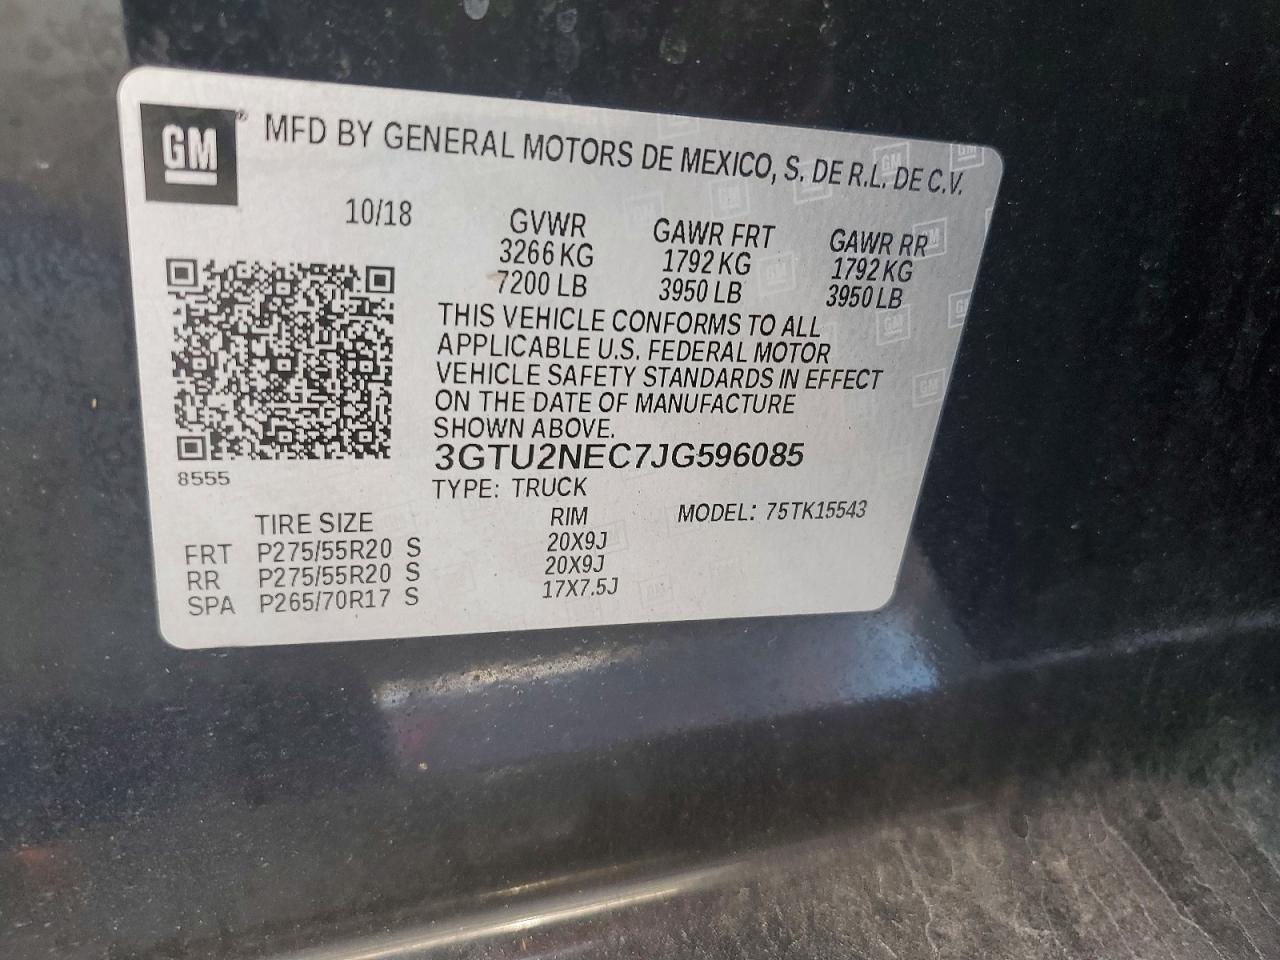 GM® MFD BY GENERAL MOTORS DE MEXICO, S. DE R.L. DE C.V.
10/18 GVWR GAWR FRT GAWR RR
3266 KG 1792 KG 1792 KG
7200 LB 3950 LB 3950 LB
THIS VEHICLE CONFORMS TO ALL
APPLICABLE U.S. FEDERAL MOTOR
VEHICLE SAFETY STANDARDS IN EFFECT
ON THE DATE OF MANUFACTURE
SHOWN ABOVE.
3GTU2NEC7JG596085
8555
TYPE: TRUCK
TIRE SIZE RIM MODEL: 75TK15543
FRT P275/55R20 S 20X9J
RR P275/55R20 S 20X9J
SPA P265/70R17 S 17X7.5J